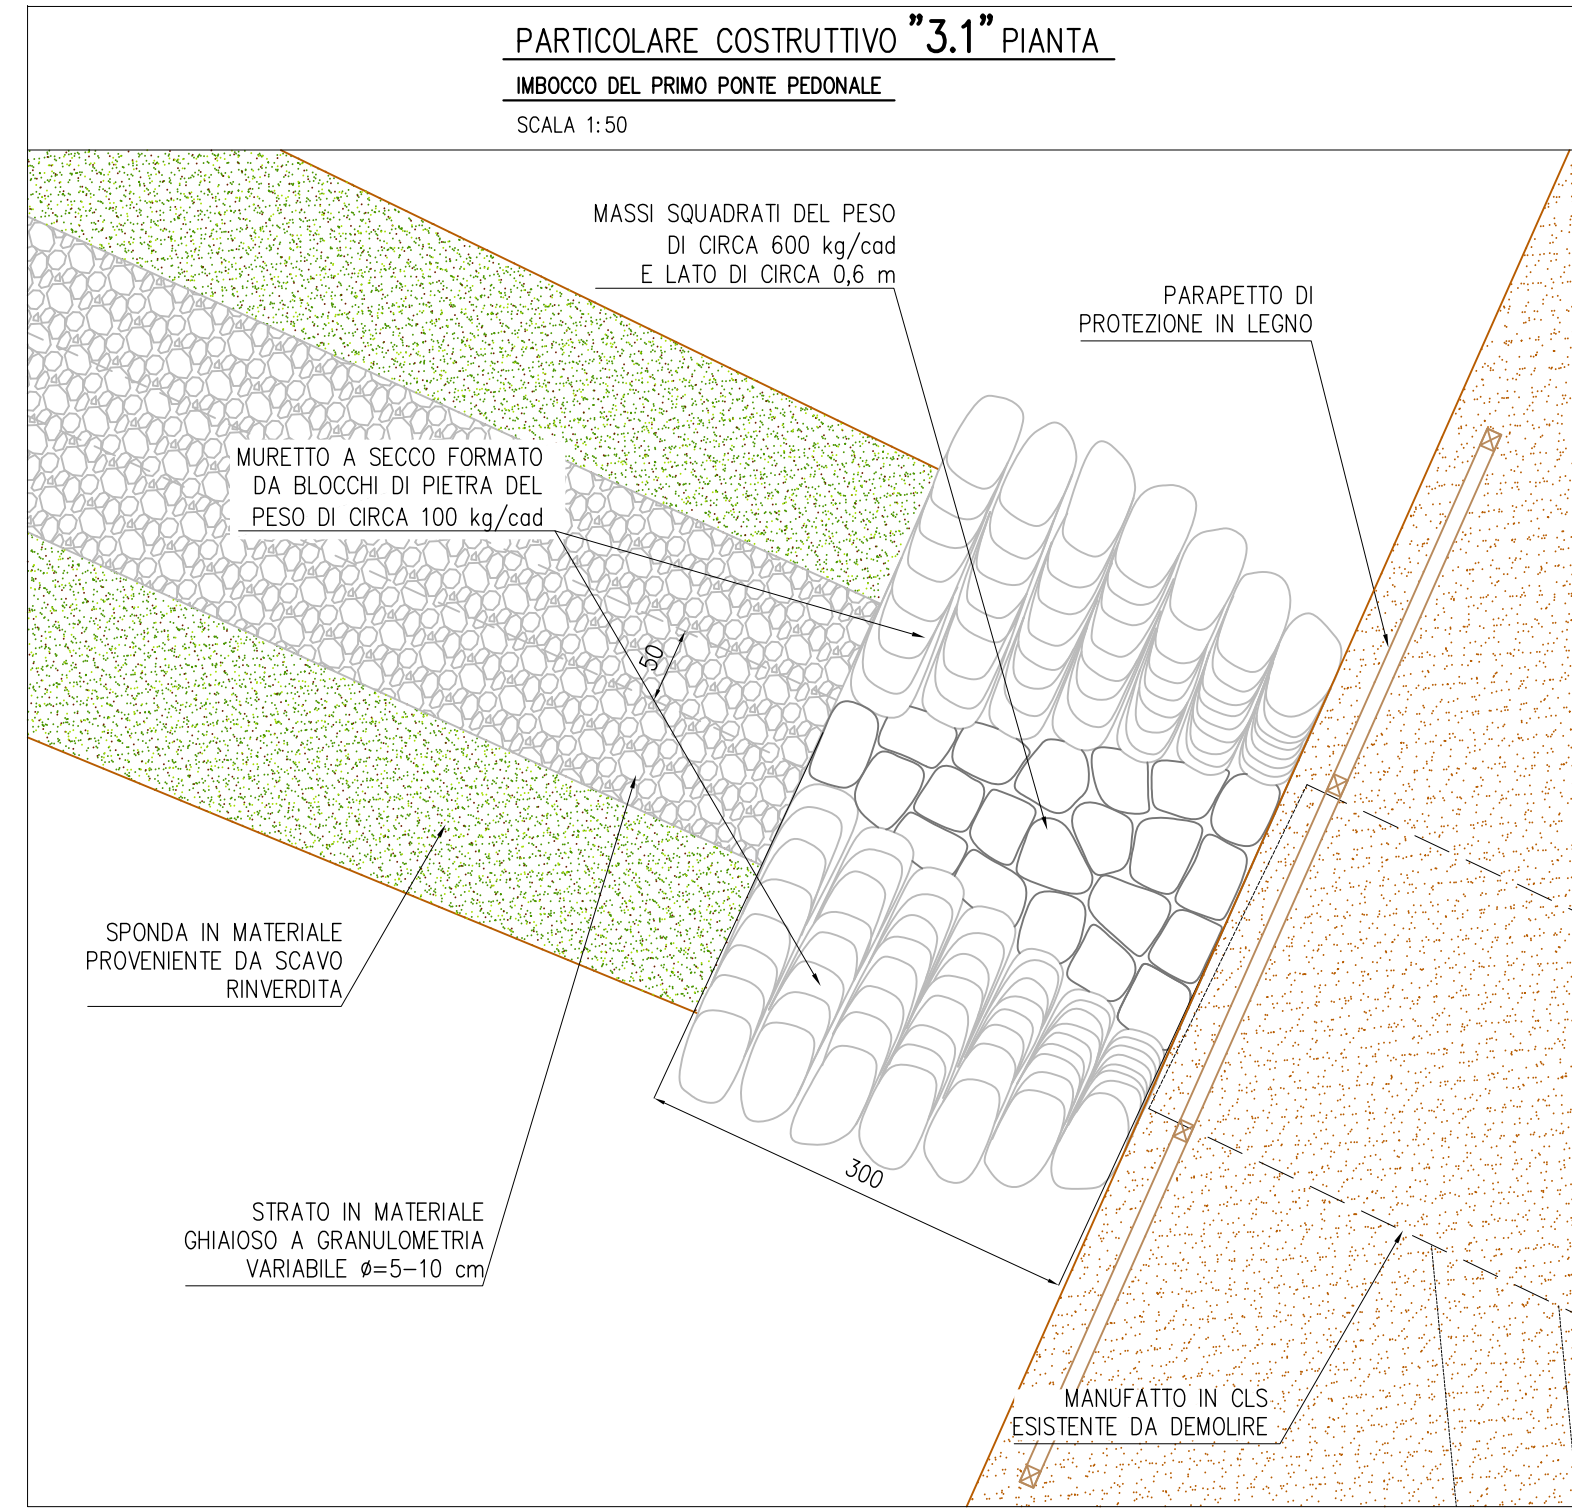 PARTICOLARE COSTRUTTIVO "3.1" PIANTA
IMBOCCO DEL PRIMO PONTE PEDONALE
SCALA 1:50
MASSI SQUADRATI DEL PESO
DI CIRCA 600 kg/cad
E LATO DI CIRCA 0,6 m
PARAPETTO DI
PROTEZIONE IN LEGNO
MURETTO A SECCO FORMATO
DA BLOCCHI DI PIETRA DEL
PESO DI CIRCA 100 kg/cad
50
SPONDA IN MATERIALE
PROVENIENTE DA SCAVO
RINVERDITA
300
STRATO IN MATERIALE
GHIAIOSO A GRANULOMETRIA
VARIABILE ø=5-10 cm
MANUFATTO IN CLS
ESISTENTE DA DEMOLIRE